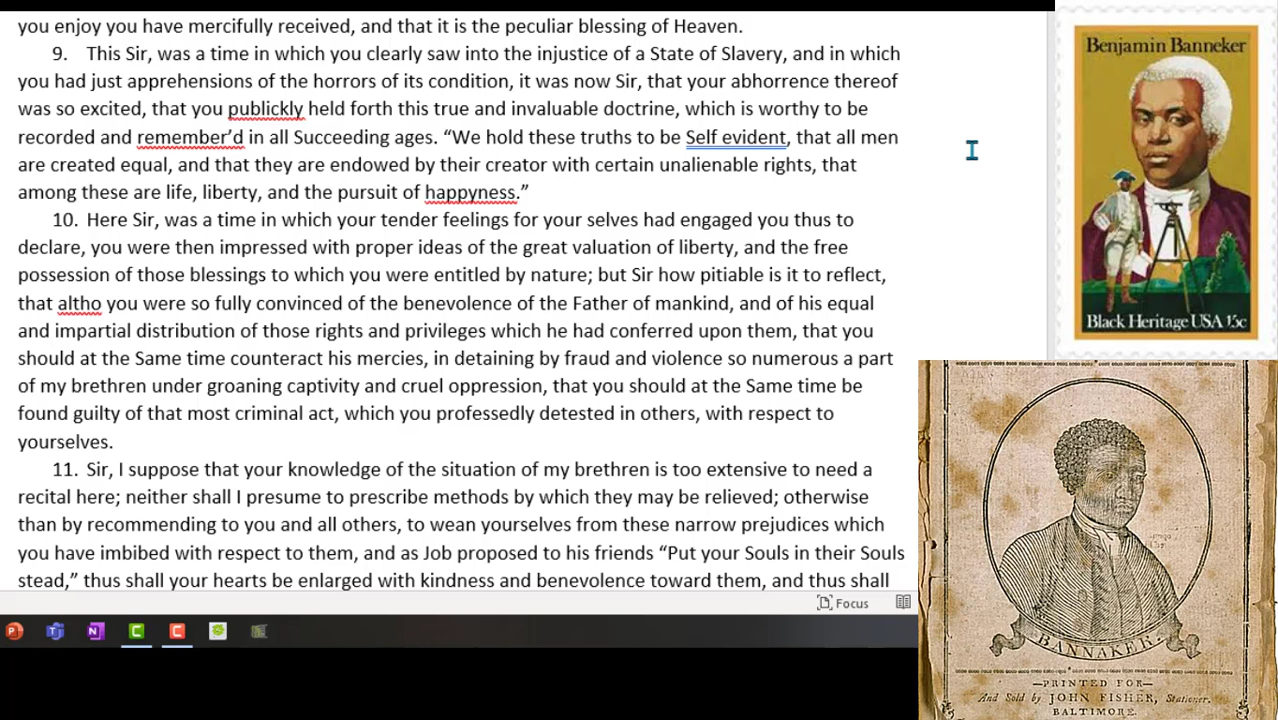 you enjoy you have mercifully received, and that it is the peculiar blessing of Heaven.
9. This Sir, was a time in which you clearly saw into the injustice of a State of Slavery, and in which
you had just apprehensions of the horrors of its condition, it was now Sir, that your abhorrence thereof
was so excited, that you publickly held forth this true and invaluable doctrine, which is worthy to be
recorded and remember’d in all Succeeding ages. “We hold these truths to be Self evident, that all men
are created equal, and that they are endowed by their creator with certain unalienable rights, that
among these are life, liberty, and the pursuit of happyness.”
10. Here Sir, was a time in which your tender feelings for your selves had engaged you thus to
declare, you were then impressed with proper ideas of the great valuation of liberty, and the free
possession of those blessings to which you were entitled by nature; but Sir how pitiable is it to reflect,
that altho you were so fully convinced of the benevolence of the Father of mankind, and of his equal
and impartial distribution of those rights and privileges which he had conferred upon them, that you
should at the Same time counteract his mercies, in detaining by fraud and violence so numerous a part
of my brethren under groaning captivity and cruel oppression, that you should at the Same time be
found guilty of that most criminal act, which you professedly detested in others, with respect to
yourselves.
11. Sir, I suppose that your knowledge of the situation of my brethren is too extensive to need a
recital here; neither shall I presume to prescribe methods by which they may be relieved; otherwise
than by recommending to you and all others, to wean yourselves from these narrow prejudices which
you have imbibed with respect to them, and as Job proposed to his friends “Put your Souls in their Souls
stead,” thus shall your hearts be enlarged with kindness and benevolence toward them, and thus shall
Focus
Benjamin Banneker
Black Heritage USA 15c
BANNAKER.
—PRINTED FOR—
And Sold by JOHN FISHER, Stationer.
BALTIMORE.